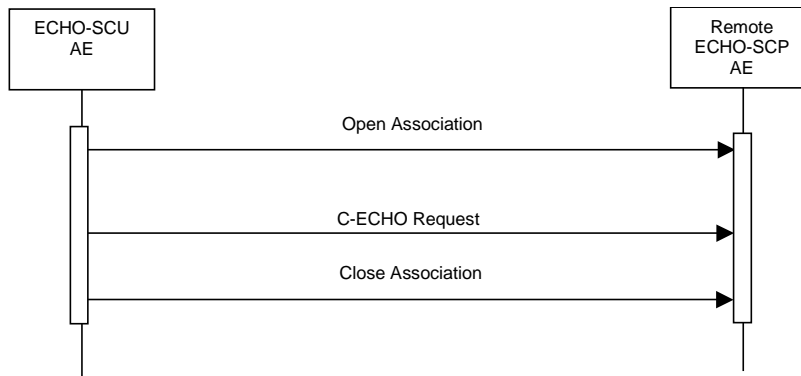 ECHO-SCU
AE
Remote
ECHO-SCP
AE
Open Association
C-ECHO Request
Close Association